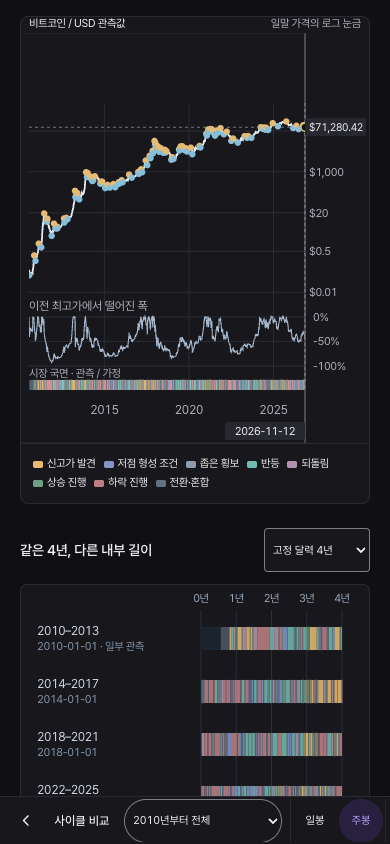 비트코인 / USD 관측값 일말 가격의 로그 눈금
$71,280.42
$1,000
$20
$0.5
$0.01
이전 최고가에서 떨어진 폭
0%
-50%
-100%
시장 국면 · 관측 / 가정
2015 2020 2025
2026-11-12
신고가 발견 저점 형성 조건 좁은 횡보 반등 되돌림
상승 진행 하락 진행 전환·혼합
같은 4년, 다른 내부 길이 고정 달력 4년
0년 1년 2년 3년 4년
2010–2013
2010-01-01 · 일부 관측
2014–2017
2014-01-01
2018–2021
2018-01-01
2022–2025
사이클 비교 2010년부터 전체 일봉 주봉